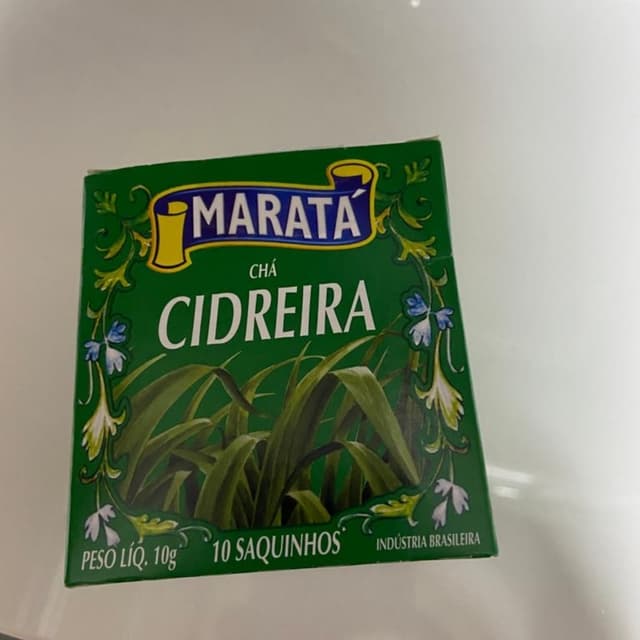 MARATÁ
CHÁ
CIDREIRA
PESO LÍQ. 10g 10 SAQUINHOS INDÚSTRIA BRASILEIRA